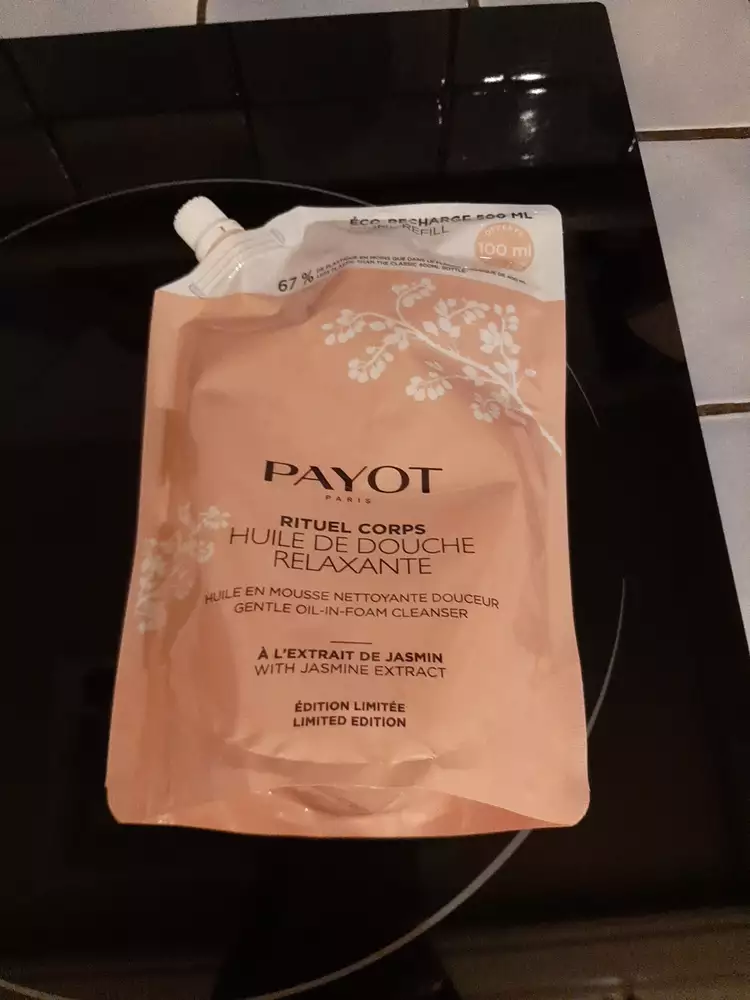 ÉCO-RECHARGE 500 ML
REFILL
OFFERTS
100 ml
67 %
PAYOT
PARIS
RITUEL CORPS
HUILE DE DOUCHE
RELAXANTE
HUILE EN MOUSSE NETTOYANTE DOUCEUR
GENTLE OIL-IN-FOAM CLEANSER
À L'EXTRAIT DE JASMIN
WITH JASMINE EXTRACT
ÉDITION LIMITÉE
LIMITED EDITION